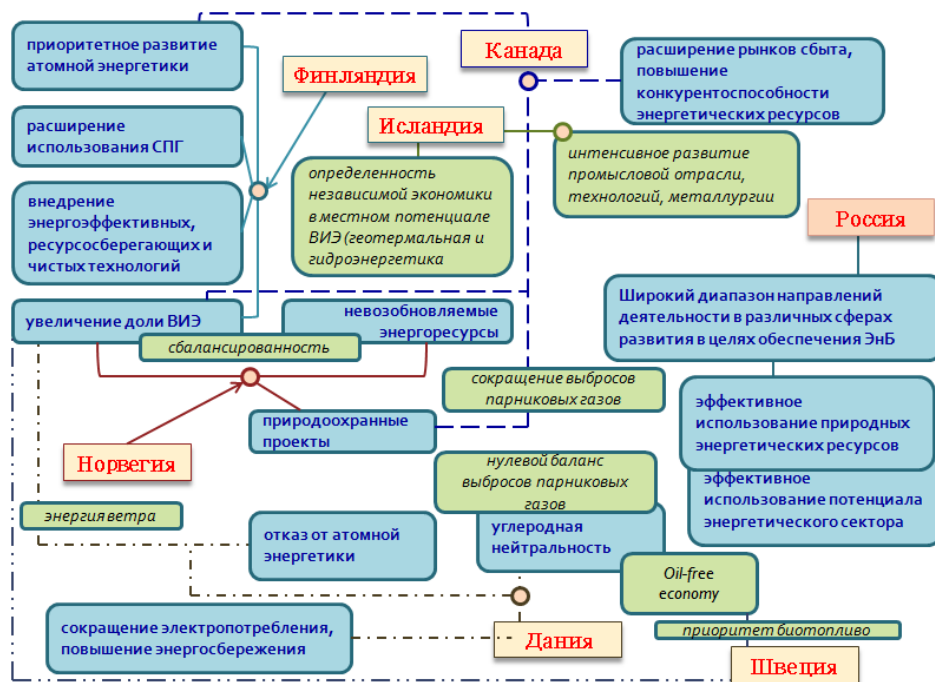 приоритетное развитие
атомной энергетики
Финляндия
Канада
расширение рынков сбыта,
повышение
конкурентоспособности
энергетических ресурсов
расширение
использования СПГ
Исландия
интенсивное развитие
промысловой отрасли,
технологий, металлургии
определенность
независимой экономики
в местном потенциале
ВИЭ (геотермальная и
гидроэнергетика
внедрение
энергоэффективных,
ресурсосберегающих и
чистых технологий
Россия
Широкий диапазон направлений
деятельности в различных сферах
развития в целях обеспечения ЭнБ
увеличение доли ВИЭ
невозобновляемые
энергоресурсы
сбалансированность
сокращение выбросов
парниковых газов
природоохранные
проекты
эффективное
использование природных
энергетических ресурсов
Норвегия
нулевой баланс
выбросов парниковых
газов
эффективное
использование потенциала
энергетического сектора
энергия ветра
отказ от атомной
энергетики
углеродная
нейтральность
Oil-free
economy
сокращение электропотребления,
повышение энергосбережения
Дания
приоритет биотопливо
Швеция